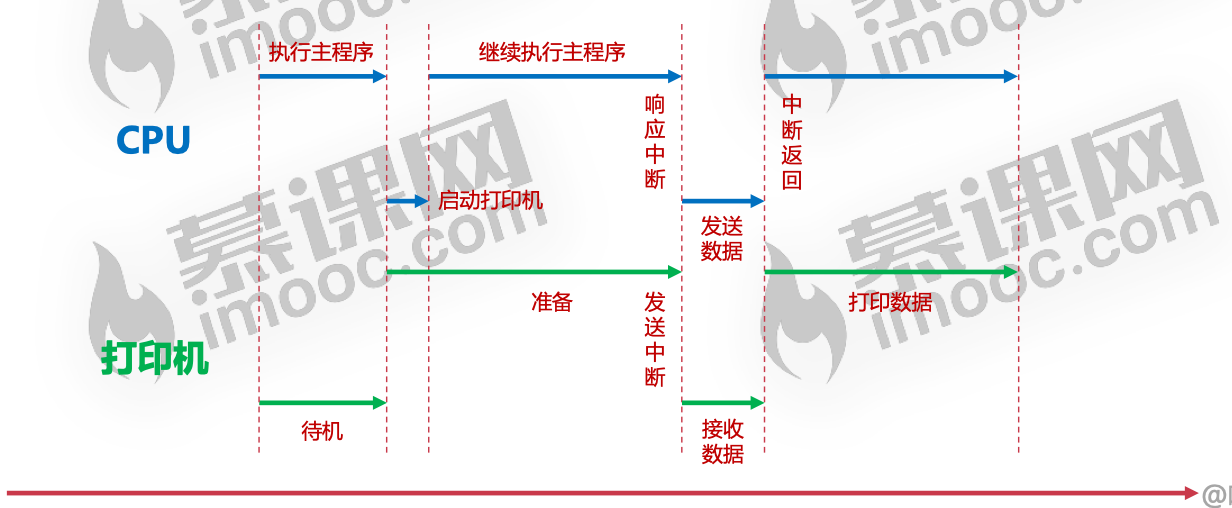 慕课网
imooc.com
慕课网
imooc.com
执行主程序
继续执行主程序
CPU
响应中断
中断返回
启动打印机
发送
数据
慕课网
imooc.com
慕课网
imooc.com
准备
发送中断
打印数据
打印机
待机
接收
数据
@